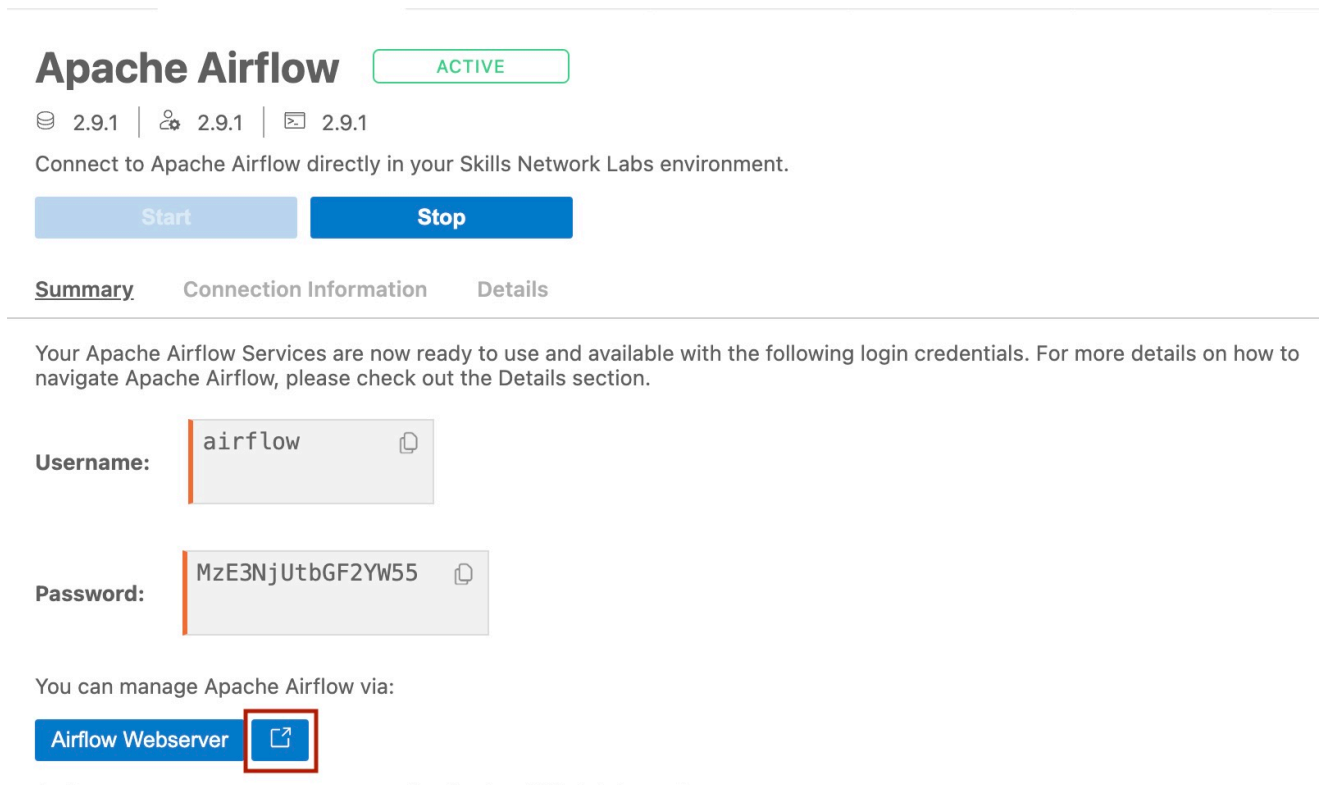 Apache Airflow ACTIVE
2.9.1 2.9.1 2.9.1
Connect to Apache Airflow directly in your Skills Network Labs environment.
Start Stop
Summary Connection Information Details
Your Apache Airflow Services are now ready to use and available with the following login credentials. For more details on how to
navigate Apache Airflow, please check out the Details section.
airflow
Username:
MzE3NjUtbGF2YW55
Password:
You can manage Apache Airflow via:
Airflow Webserver